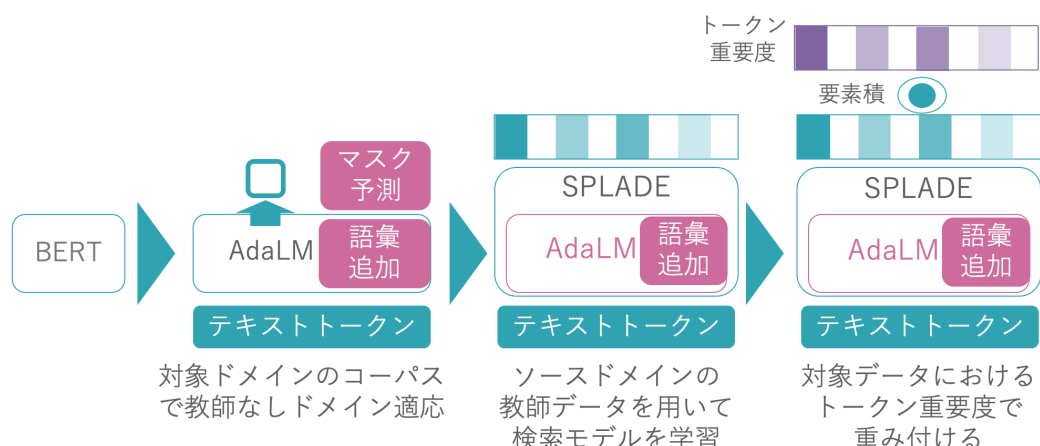 トークン
重要度
要素積
マスク
予測
SPLADE
SPLADE
BERT
AdaLM
語彙
追加
AdaLM
語彙
追加
AdaLM
語彙
追加
テキストトークン
テキストトークン
テキストトークン
対象ドメインのコーパス
で教師なしドメイン適応
ソースドメインの
教師データを用いて
検索モデルを学習
対象データにおける
トークン重要度で
重み付ける